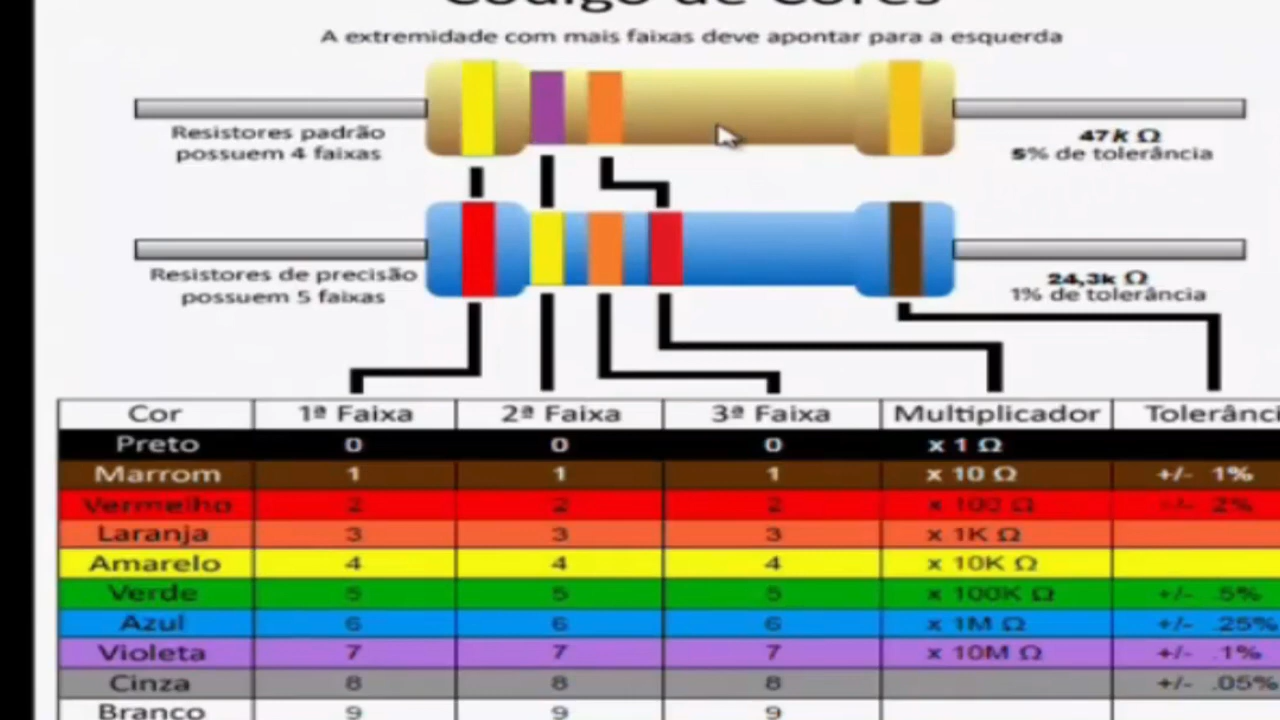 Código de Cores
A extremidade com mais faixas deve apontar para a esquerda
Resistores padrão
possuem 4 faixas
47k Ω
5% de tolerância
Resistores de precisão
possuem 5 faixas
24,3k Ω
1% de tolerância
Cor 1ª Faixa 2ª Faixa 3ª Faixa Multiplicador Tolerânci
Preto 0 0 0 x 1 Ω
Marrom 1 1 1 x 10 Ω +/- 1%
Vermelho 2 2 2 x 100 Ω +/- 2%
Laranja 3 3 3 x 1K Ω
Amarelo 4 4 4 x 10K Ω
Verde 5 5 5 x 100K Ω +/- .5%
Azul 6 6 6 x 1M Ω +/- .25%
Violeta 7 7 7 x 10M Ω +/- .1%
Cinza 8 8 8 +/- .05%
Branco 9 9 9